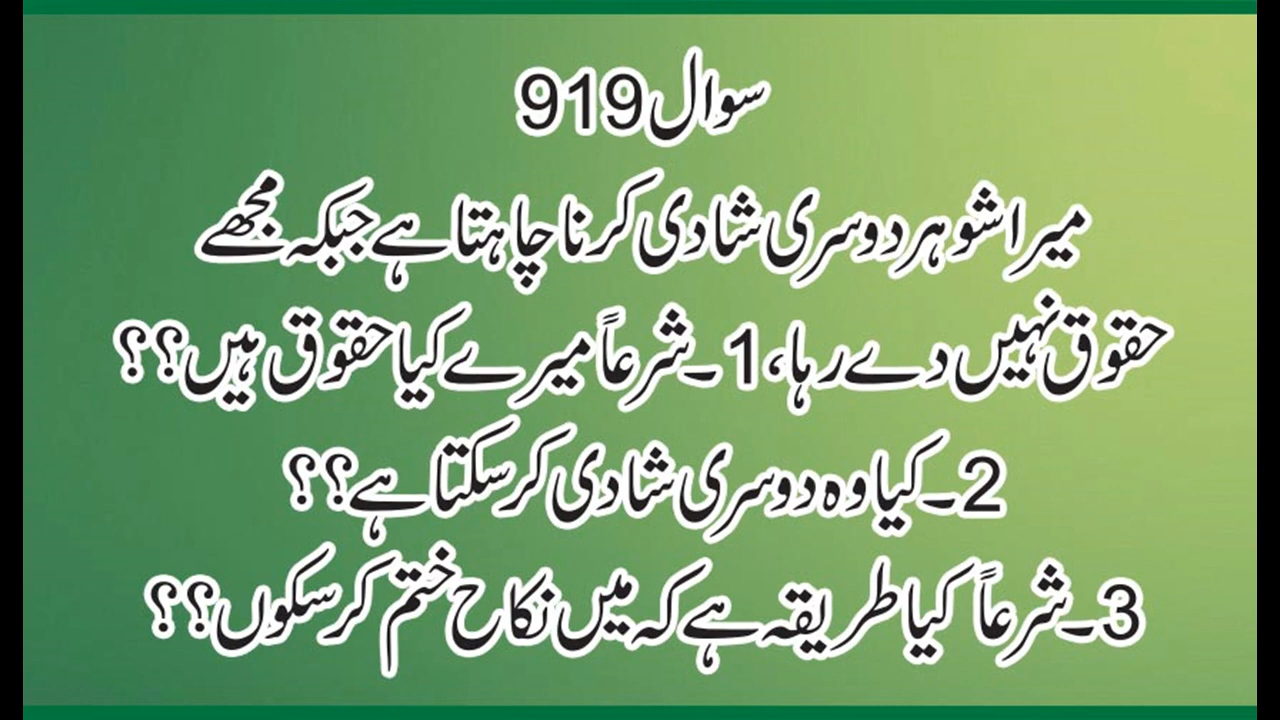 سوال 919
میرا شوہر دوسری شادی کرنا چاہتا ہے جبکہ مجھے
حقوق نہیں دے رہا، 1۔ شرعاً میرے کیا حقوق ہیں؟؟
2۔ کیا وہ دوسری شادی کر سکتا ہے؟؟
3۔ شرعاً کیا طریقہ ہے کہ میں نکاح ختم کر سکوں؟؟